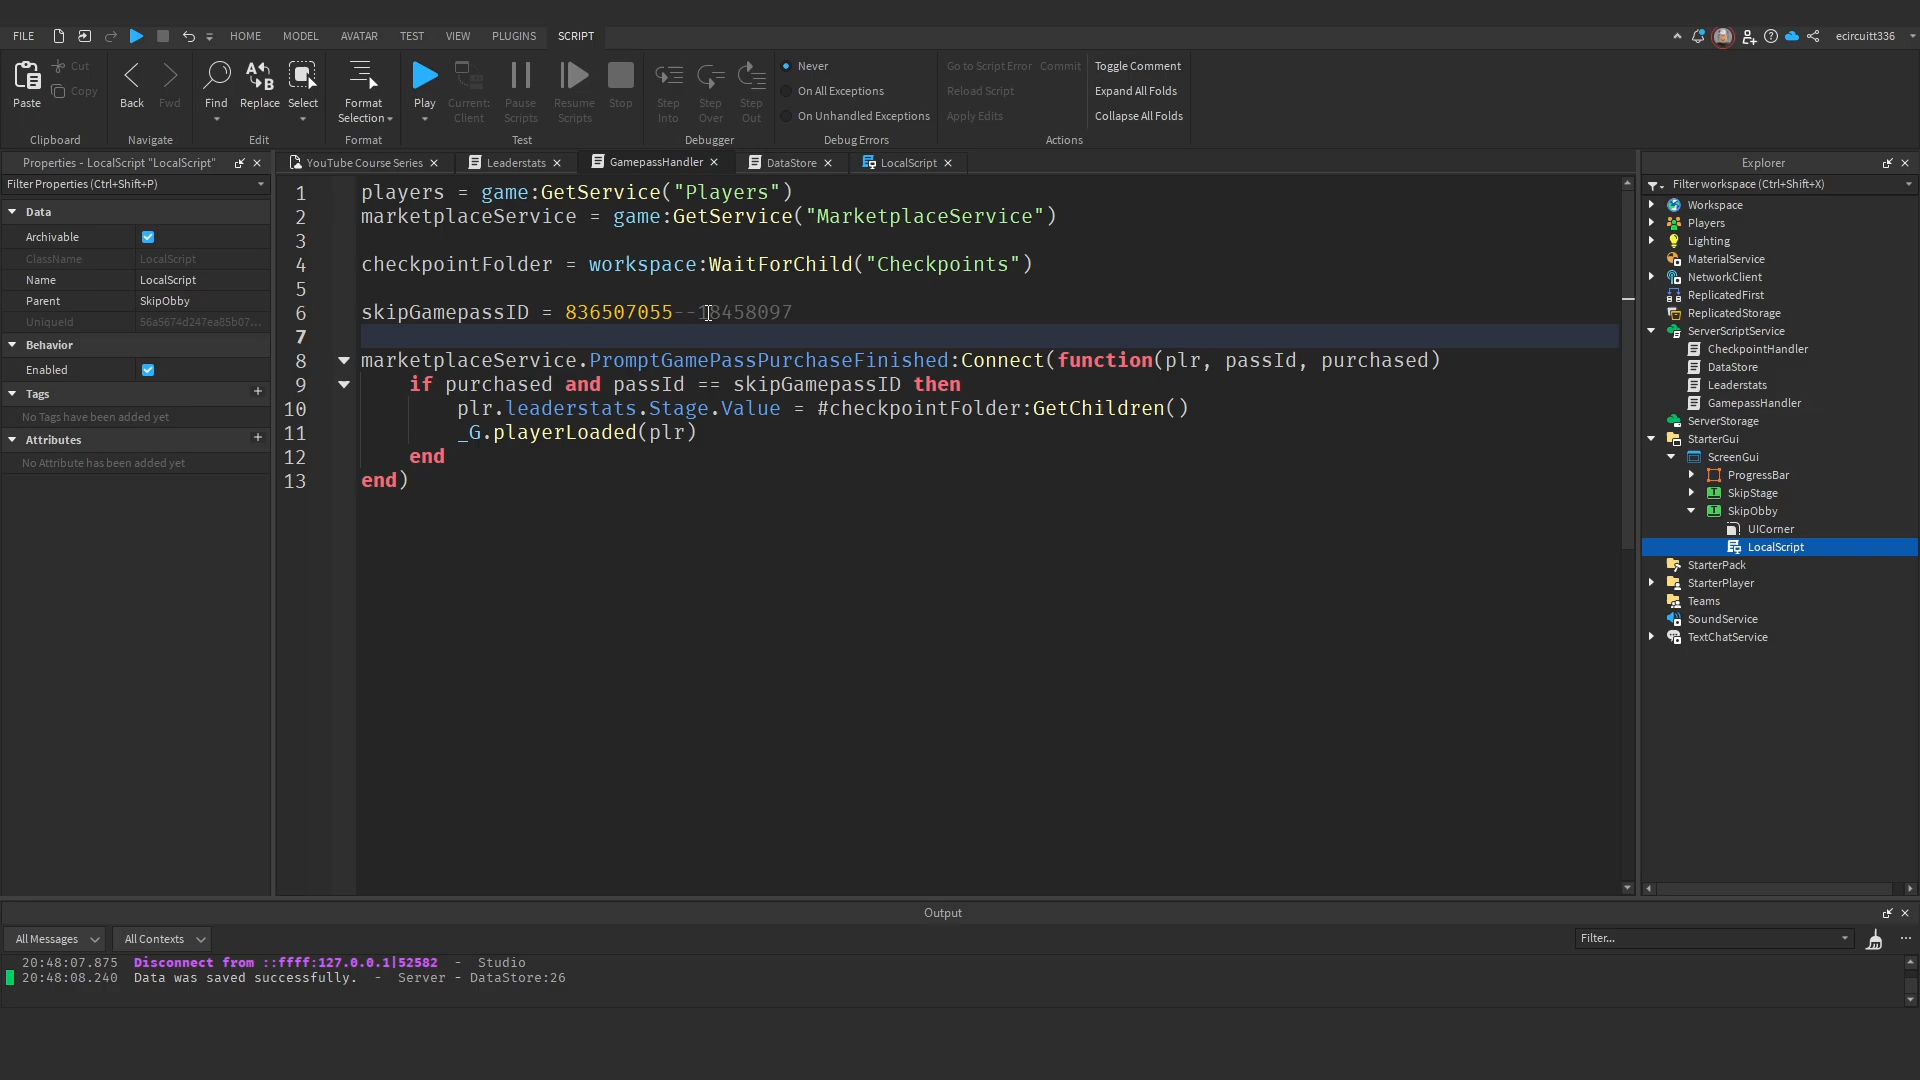 FILE HOME MODEL AVATAR TEST VIEW PLUGINS SCRIPT ecircuitt336
Paste Cut Copy Clipboard
Back Fwd Navigate
Find Replace Select Edit
Format Selection Format
Play Current: Client Pause Scripts Resume Scripts Stop Test
Step Into Step Over Step Out Debugger
Never
On All Exceptions
On Unhandled Exceptions
Debug Errors
Go to Script Error Commit
Reload Script
Apply Edits
Toggle Comment
Expand All Folds
Collapse All Folds
Actions
Properties - LocalScript "LocalScript"
Filter Properties (Ctrl+Shift+P)
Data
Archivable
ClassName LocalScript
Name LocalScript
Parent SkipObby
UniqueId 56a5674d247ea85b07...
Behavior
Enabled
Tags +
No Tags have been added yet
Attributes +
No Attribute has been added yet
YouTube Course Series Leaderstats GamepassHandler DataStore LocalScript
1 players = game:GetService("Players")
2 marketplaceService = game:GetService("MarketplaceService")
3
4 checkpointFolder = workspace:WaitForChild("Checkpoints")
5
6 skipGamepassID = 836507055--18458097
7
8 marketplaceService.PromptGamePassPurchaseFinished:Connect(function(plr, passId, purchased)
9 if purchased and passId == skipGamepassID then
10 plr.leaderstats.Stage.Value = #checkpointFolder:GetChildren()
11 _G.playerLoaded(plr)
12 end
13 end)
Explorer
Filter workspace (Ctrl+Shift+X)
Workspace
Players
Lighting
MaterialService
NetworkClient
ReplicatedFirst
ReplicatedStorage
ServerScriptService
CheckpointHandler
DataStore
Leaderstats
GamepassHandler
ServerStorage
StarterGui
ScreenGui
ProgressBar
SkipStage
SkipObby
UICorner
LocalScript
StarterPack
StarterPlayer
Teams
SoundService
TextChatService
Output
All Messages All Contexts Filter...
20:48:07.875 Disconnect from ::ffff:127.0.0.1|52582 - Studio
20:48:08.240 Data was saved successfully. - Server - DataStore:26